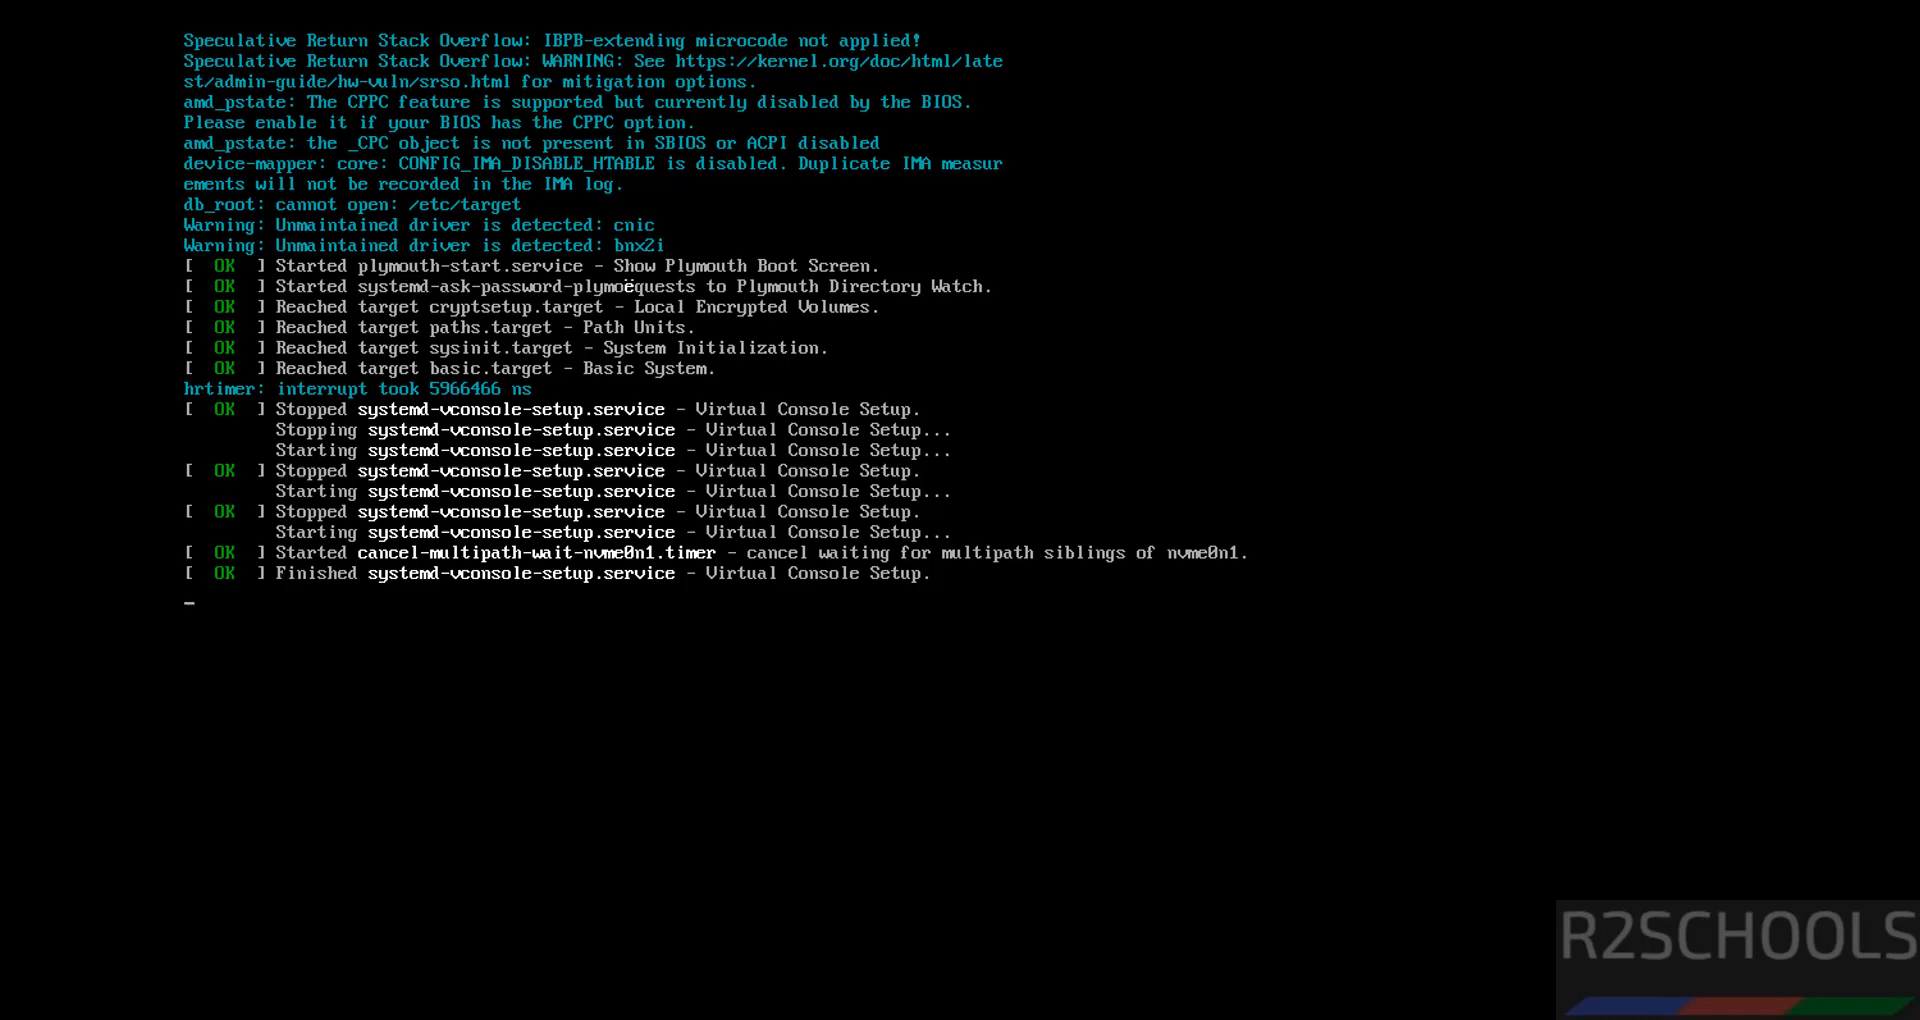 Speculative Return Stack Overflow: IBPB-extending microcode not applied!
Speculative Return Stack Overflow: WARNING: See https://kernel.org/doc/html/late
st/admin-guide/hw-vuln/srso.html for mitigation options.
amd_pstate: The CPPC feature is supported but currently disabled by the BIOS.
Please enable it if your BIOS has the CPPC option.
amd_pstate: the _CPC object is not present in SBIOS or ACPI disabled
device-mapper: core: CONFIG_IMA_DISABLE_HTABLE is disabled. Duplicate IMA measur
ements will not be recorded in the IMA log.
db_root: cannot open: /etc/target
Warning: Unmaintained driver is detected: cnic
Warning: Unmaintained driver is detected: bnx2i
[  OK  ] Started plymouth-start.service - Show Plymouth Boot Screen.
[  OK  ] Started systemd-ask-password-plymoëquests to Plymouth Directory Watch.
[  OK  ] Reached target cryptsetup.target - Local Encrypted Volumes.
[  OK  ] Reached target paths.target - Path Units.
[  OK  ] Reached target sysinit.target - System Initialization.
[  OK  ] Reached target basic.target - Basic System.
hrtimer: interrupt took 5966466 ns
[  OK  ] Stopped systemd-vconsole-setup.service - Virtual Console Setup.
Stopping systemd-vconsole-setup.service - Virtual Console Setup...
Starting systemd-vconsole-setup.service - Virtual Console Setup...
[  OK  ] Stopped systemd-vconsole-setup.service - Virtual Console Setup.
Starting systemd-vconsole-setup.service - Virtual Console Setup...
[  OK  ] Stopped systemd-vconsole-setup.service - Virtual Console Setup.
Starting systemd-vconsole-setup.service - Virtual Console Setup...
[  OK  ] Started cancel-multipath-wait-nvme0n1.timer - cancel waiting for multipath siblings of nvme0n1.
[  OK  ] Finished systemd-vconsole-setup.service - Virtual Console Setup.
R2SCHOOLS